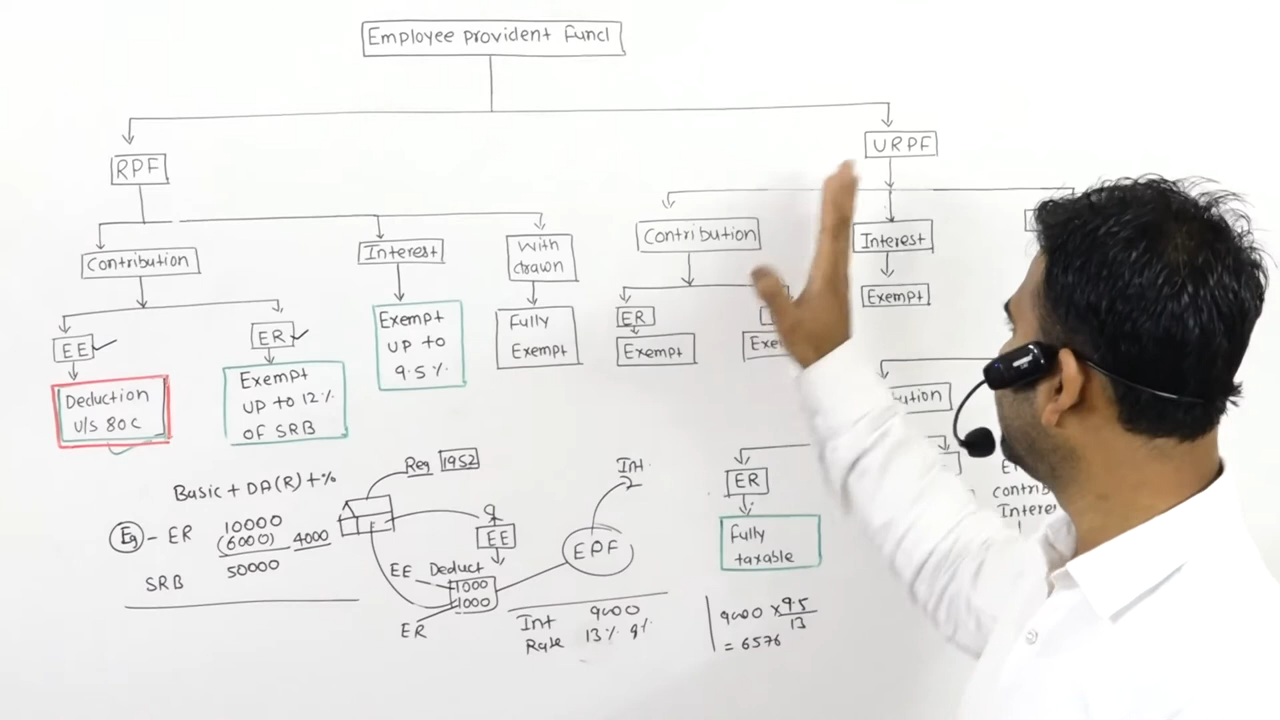 Employee provident Fund
RPF
URPF
Contribution
Interest
With
drawn
Contribution
Interest
EE
ER
Exempt
up to
9.5%
Fully
Exempt
ER
Exempt
Exempt
Deduction
u/s 80C
Exempt
up to 12%
of SRB
Basic + DA(R) + %
Reg 1952
Eg - ER 10000
(6000) 4000
SRB 50000
EE
EE Deduct
1000
1000
ER
Int.
EPF
Int 9000
Rate 13% 9%
ER
Fully
taxable
9000 × 9.5
13
= 6576
contrib
Intere